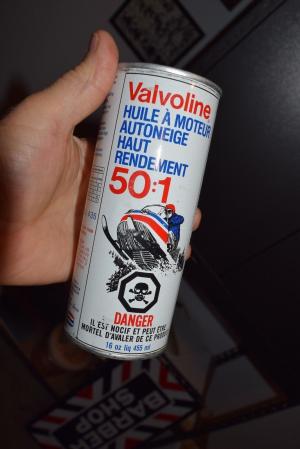 Valvoline
HUILE À MOTEUR
AUTONEIGE
HAUT
RENDEMENT
50:1
DANGER
IL EST NOCIF ET PEUT ÊTRE
MORTEL D'AVALER DE CE PRODUIT
16 oz liq 455 ml
BARBER
SHOP